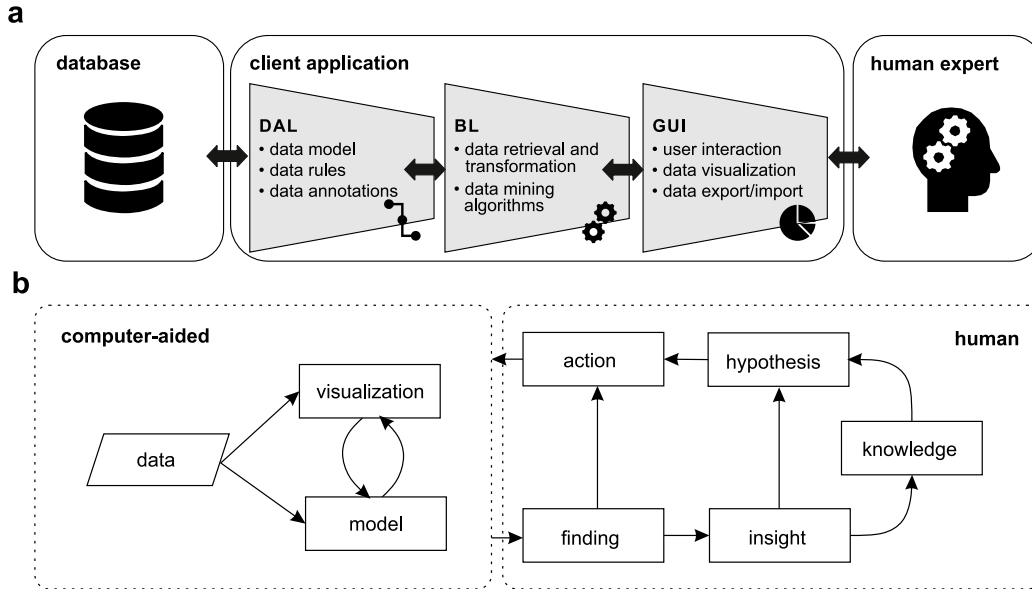 a
database
client application
human expert
DAL
• data model
• data rules
• data annotations
BL
• data retrieval and
transformation
• data mining
algorithms
GUI
• user interaction
• data visualization
• data export/import
b
computer-aided
human
visualization
data
model
action
hypothesis
knowledge
finding
insight